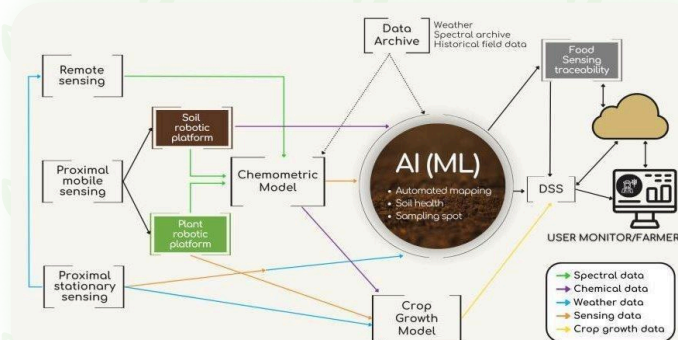 Data
Archive
Weather
Spectral archive
Historical field data
Remote
sensing
Food
Sensing
traceability
Soil
robotic
platform
Proximal
mobile
sensing
Chemometric
Model
AI (ML)
• Automated mapping
• Soil health
• Sampling spot
DSS
Plant
robotic
platform
USER MONITOR/FARMER
Proximal
stationary
sensing
Crop
Growth
Model
Spectral data
Chemical data
Weather data
Sensing data
Crop growth data